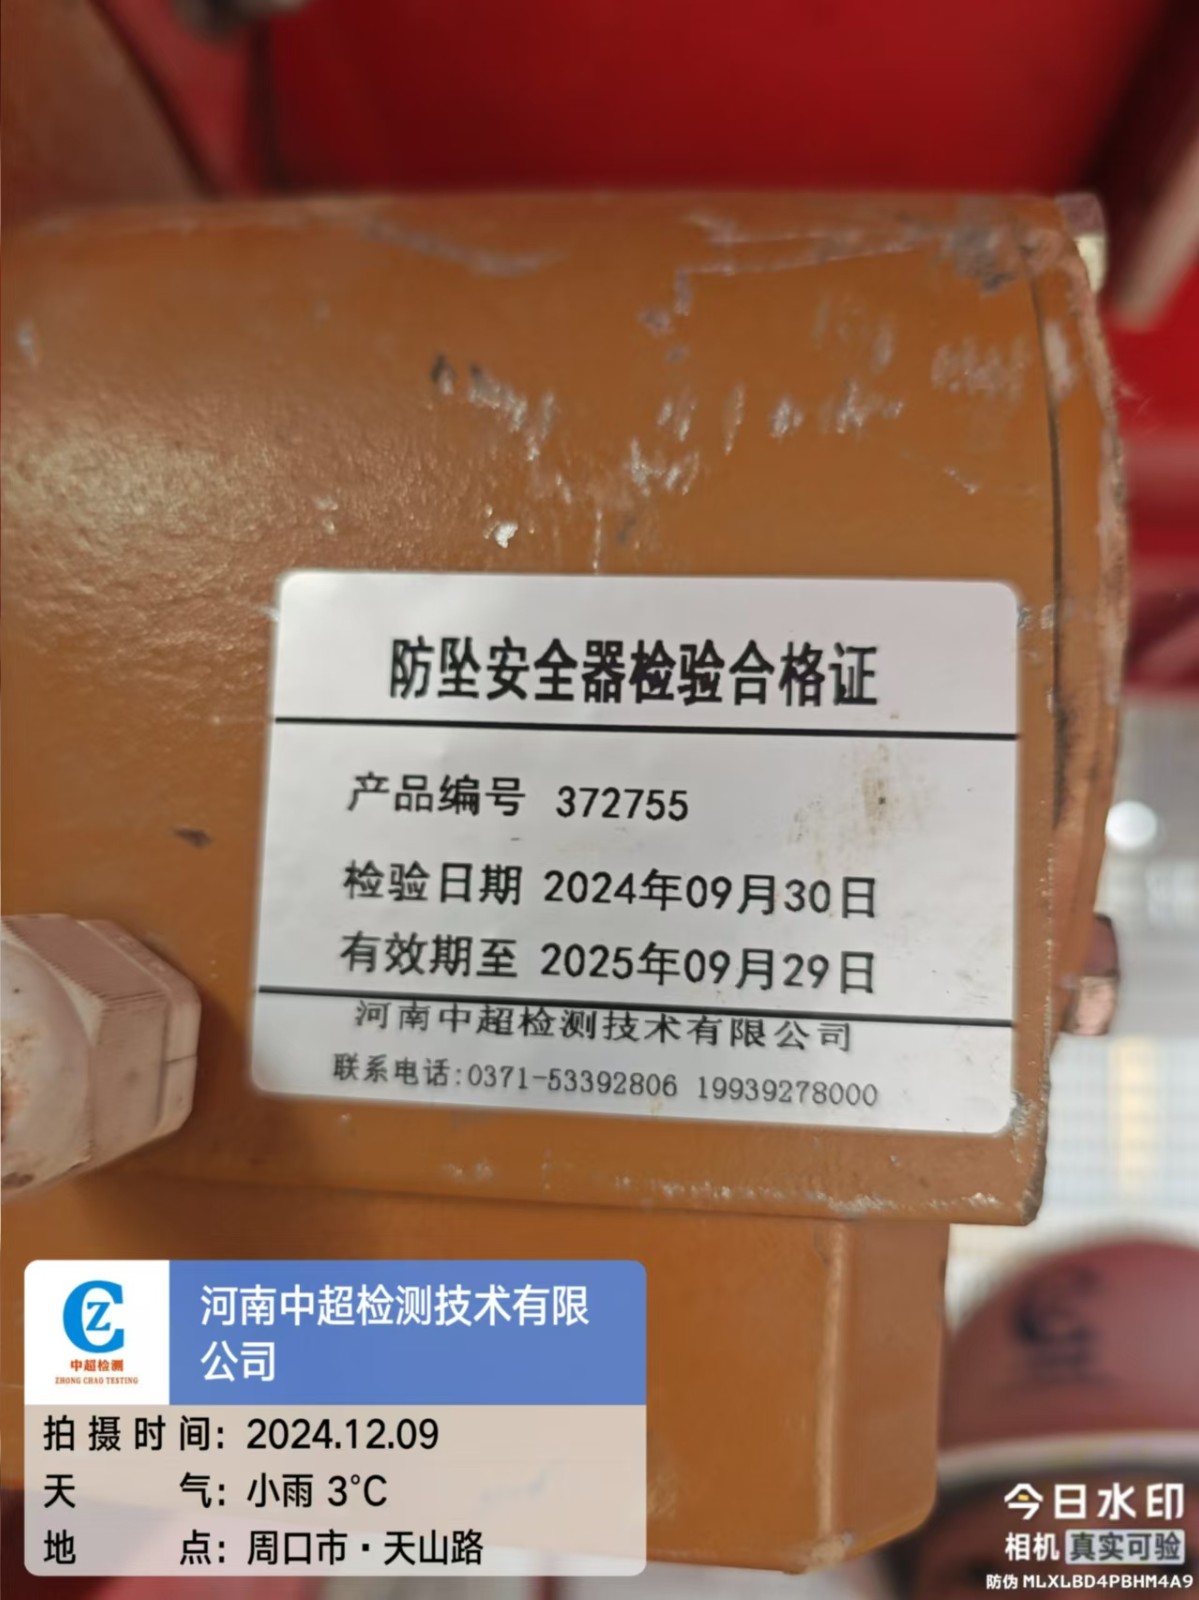 防坠安全器检验合格证
产品编号 372755
检验日期 2024年09月30日
有效期至 2025年09月29日
河南中超检测技术有限公司
联系电话:0371-53392806 19939278000
CZ
中超检测
ZHONG CHAO TEXTING
河南中超检测技术有限
公司
拍摄时间: 2024.12.09
天气: 小雨 3°C
地点: 周口市·天山路
今日水印
相机 真实可验
防伪 MLXLBD4PBHM4A9